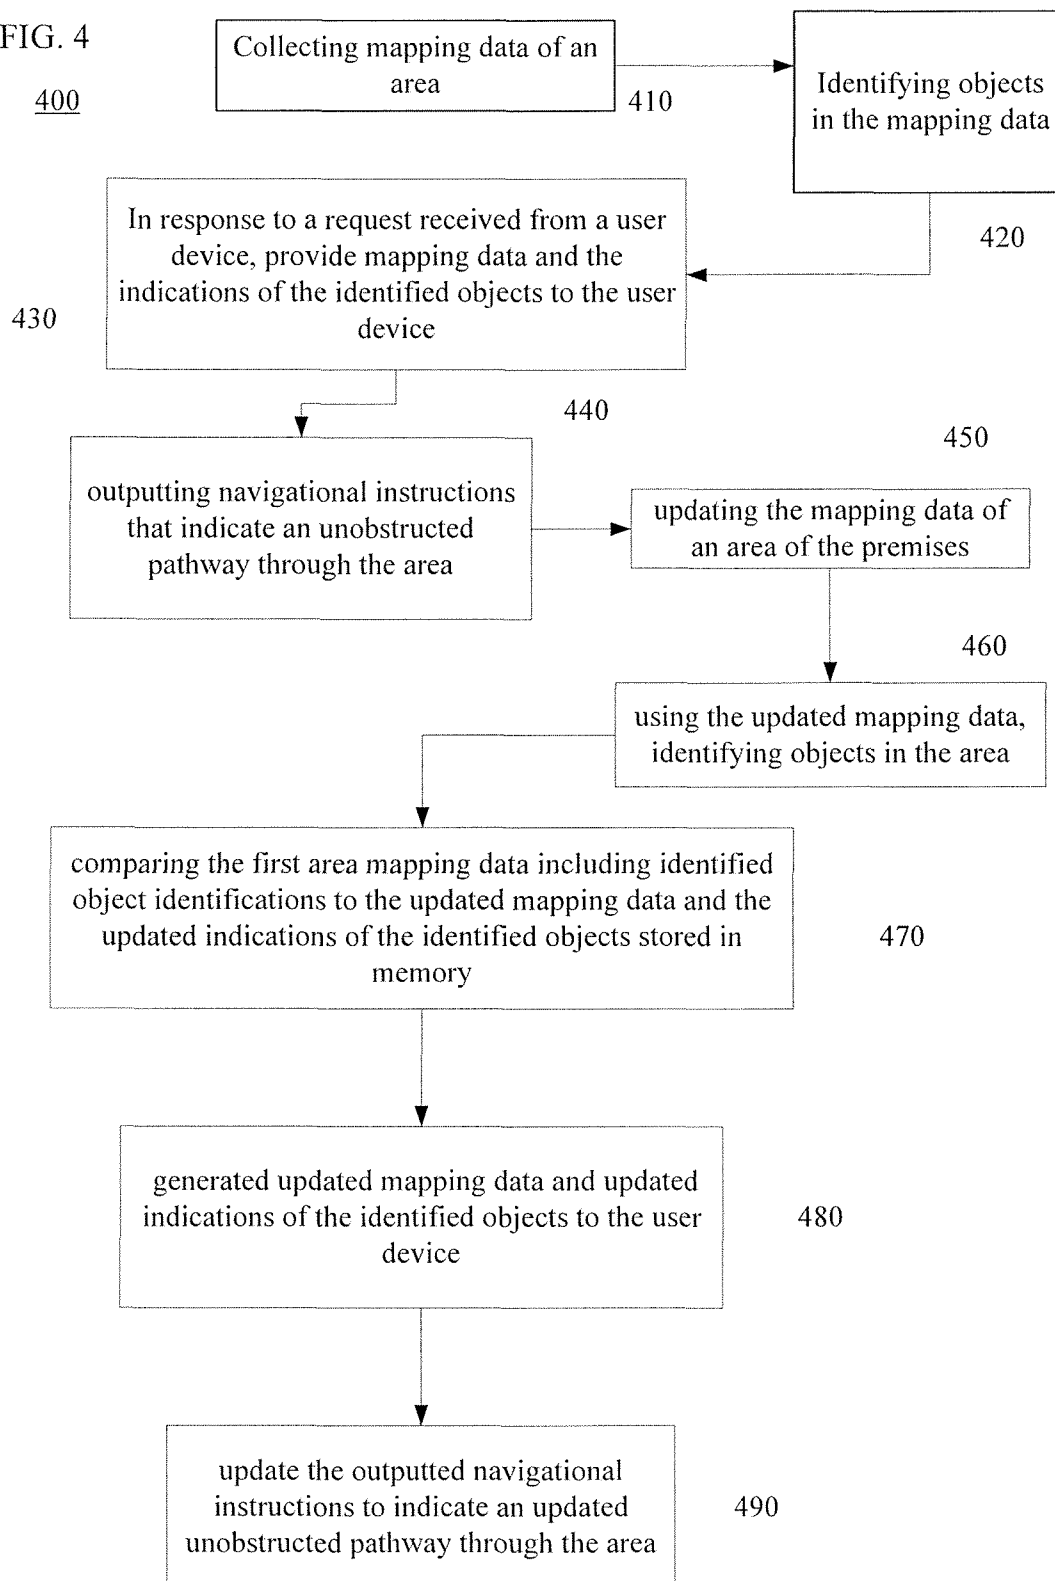 FIG. 4
400
Collecting mapping data of an
area
410
Identifying objects
in the mapping data
420
In response to a request received from a user
device, provide mapping data and the
indications of the identified objects to the user
device
430
440
outputting navigational instructions
that indicate an unobstructed
pathway through the area
450
updating the mapping data of
an area of the premises
460
using the updated mapping data,
identifying objects in the area
comparing the first area mapping data including identified
object identifications to the updated mapping data and the
updated indications of the identified objects stored in
memory
470
generated updated mapping data and updated
indications of the identified objects to the user
device
480
update the outputted navigational
instructions to indicate an updated
unobstructed pathway through the area
490